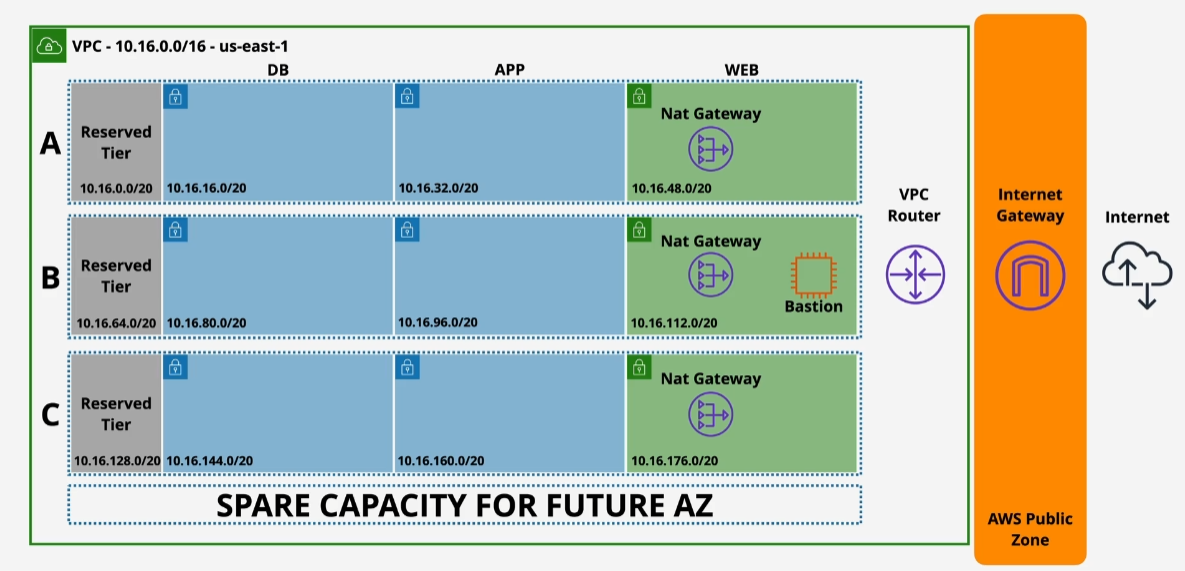 VPC - 10.16.0.0/16 - us-east-1
DB
APP
WEB
A
Reserved
Tier
10.16.0.0/20
10.16.16.0/20
10.16.32.0/20
Nat Gateway
10.16.48.0/20
B
Reserved
Tier
10.16.64.0/20
10.16.80.0/20
10.16.96.0/20
Nat Gateway
Bastion
10.16.112.0/20
C
Reserved
Tier
10.16.128.0/20
10.16.144.0/20
10.16.160.0/20
Nat Gateway
10.16.176.0/20
SPARE CAPACITY FOR FUTURE AZ
VPC
Router
Internet
Gateway
AWS Public
Zone
Internet